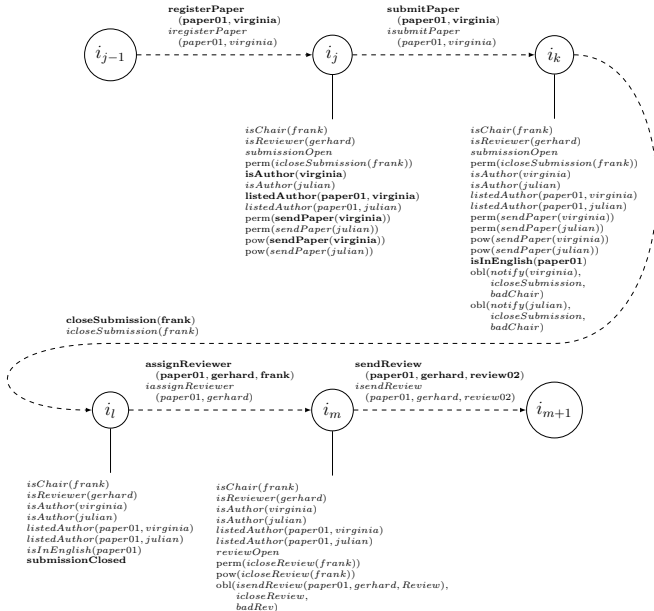 registerPaper
(paper01, virginia)
iregisterPaper
(paper01, virginia)
submitPaper
(paper01, virginia)
isubmitPaper
(paper01, virginia)
i_{j−1}
i_j
i_k
isChair(frank)
isReviewer(gerhard)
submissionOpen
perm(icloseSubmission(frank))
isAuthor(virginia)
isAuthor(julian)
listedAuthor(paper01, virginia)
listedAuthor(paper01, julian)
perm(sendPaper(virginia))
perm(sendPaper(julian))
pow(sendPaper(virginia))
pow(sendPaper(julian))
isChair(frank)
isReviewer(gerhard)
submissionOpen
perm(icloseSubmission(frank))
isAuthor(virginia)
isAuthor(julian)
listedAuthor(paper01, virginia)
listedAuthor(paper01, julian)
perm(sendPaper(virginia))
perm(sendPaper(julian))
pow(sendPaper(virginia))
pow(sendPaper(julian))
isInEnglish(paper01)
obl(notify(virginia),
icloseSubmission,
badChair)
obl(notify(julian),
icloseSubmission,
badChair)
closeSubmission(frank)
icloseSubmission(frank)
assignReviewer
(paper01, gerhard, frank)
iassignReviewer
(paper01, gerhard)
sendReview
(paper01, gerhard, review02)
isendReview
(paper01, gerhard, review02)
i_l
i_m
i_{m+1}
isChair(frank)
isReviewer(gerhard)
isAuthor(virginia)
isAuthor(julian)
listedAuthor(paper01, virginia)
listedAuthor(paper01, julian)
isInEnglish(paper01)
submissionClosed
isChair(frank)
isReviewer(gerhard)
isAuthor(virginia)
isAuthor(julian)
listedAuthor(paper01, virginia)
listedAuthor(paper01, julian)
reviewOpen
perm(icloseReview(frank))
pow(icloseReview(frank))
obl(isendReview(paper01, gerhard, Review),
icloseReview,
badRev)